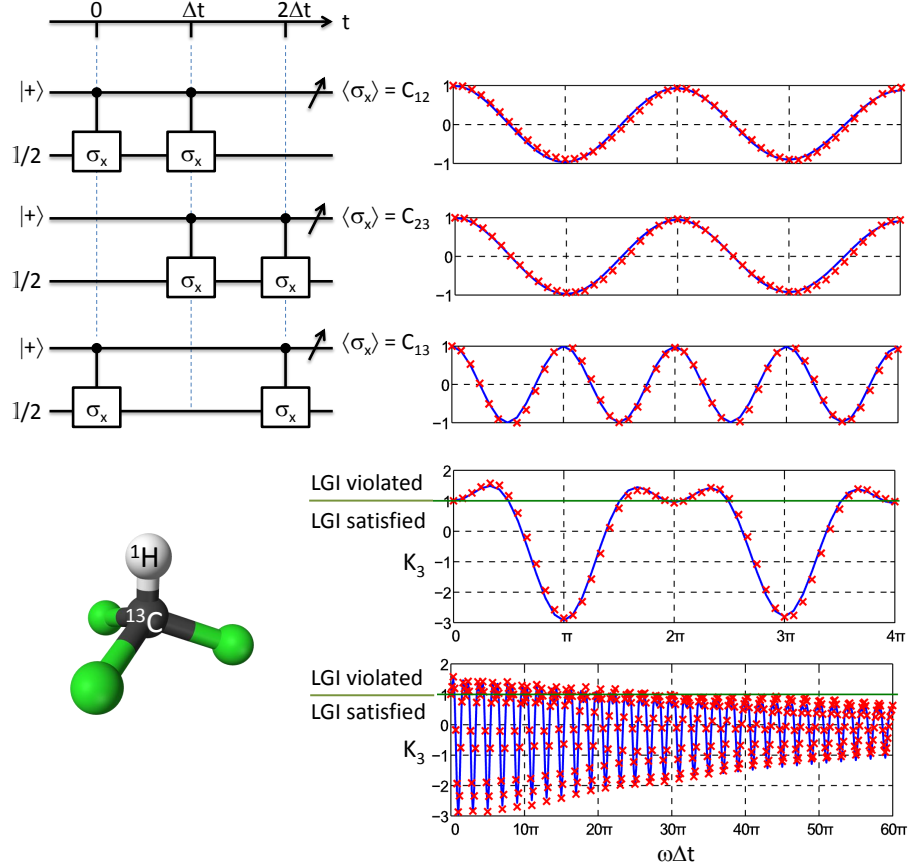 0 Δt 2Δt t
|+⟩ ⟨σx⟩ = C12
𝟙/2 σx σx
|+⟩ ⟨σx⟩ = C23
𝟙/2 σx σx
|+⟩ ⟨σx⟩ = C13
𝟙/2 σx σx
1
0
−1
1
0
−1
1
0
−1
LGI violated
LGI satisfied
K3
2
1
0
−1
−2
−3
0 π 2π 3π 4π
1H
13C
LGI violated
LGI satisfied
K3
2
1
0
−1
−2
−3
0 10π 20π 30π 40π 50π 60π
ωΔt